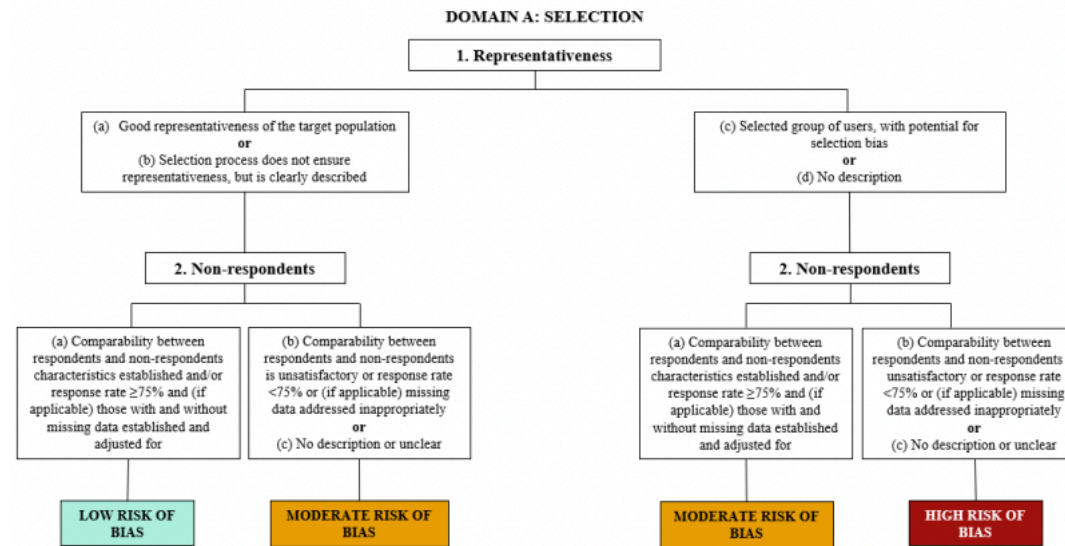 DOMAIN A: SELECTION
1. Representativeness
(a) Good representativeness of the target population
or
(b) Selection process does not ensure
representativeness, but is clearly described
(c) Selected group of users, with potential for
selection bias
or
(d) No description
2. Non-respondents
2. Non-respondents
(a) Comparability between
respondents and non-respondents
characteristics established and/or
response rate ≥75% and (if
applicable) those with and without
missing data established and
adjusted for
(b) Comparability between
respondents and non-respondents
is unsatisfactory or response rate
<75% or (if applicable) missing
data addressed inappropriately
or
(c) No description or unclear
(a) Comparability between
respondents and non-respondents
characteristics established and/or
response rate ≥75% and (if
applicable) those with and
without missing data established
and adjusted for
(b) Comparability between
respondents and non-respondents
unsatisfactory or response rate
<75% or (if applicable) missing
data addressed inappropriately
or
(c) No description or unclear
LOW RISK OF
BIAS
MODERATE RISK OF
BIAS
MODERATE RISK OF
BIAS
HIGH RISK OF
BIAS